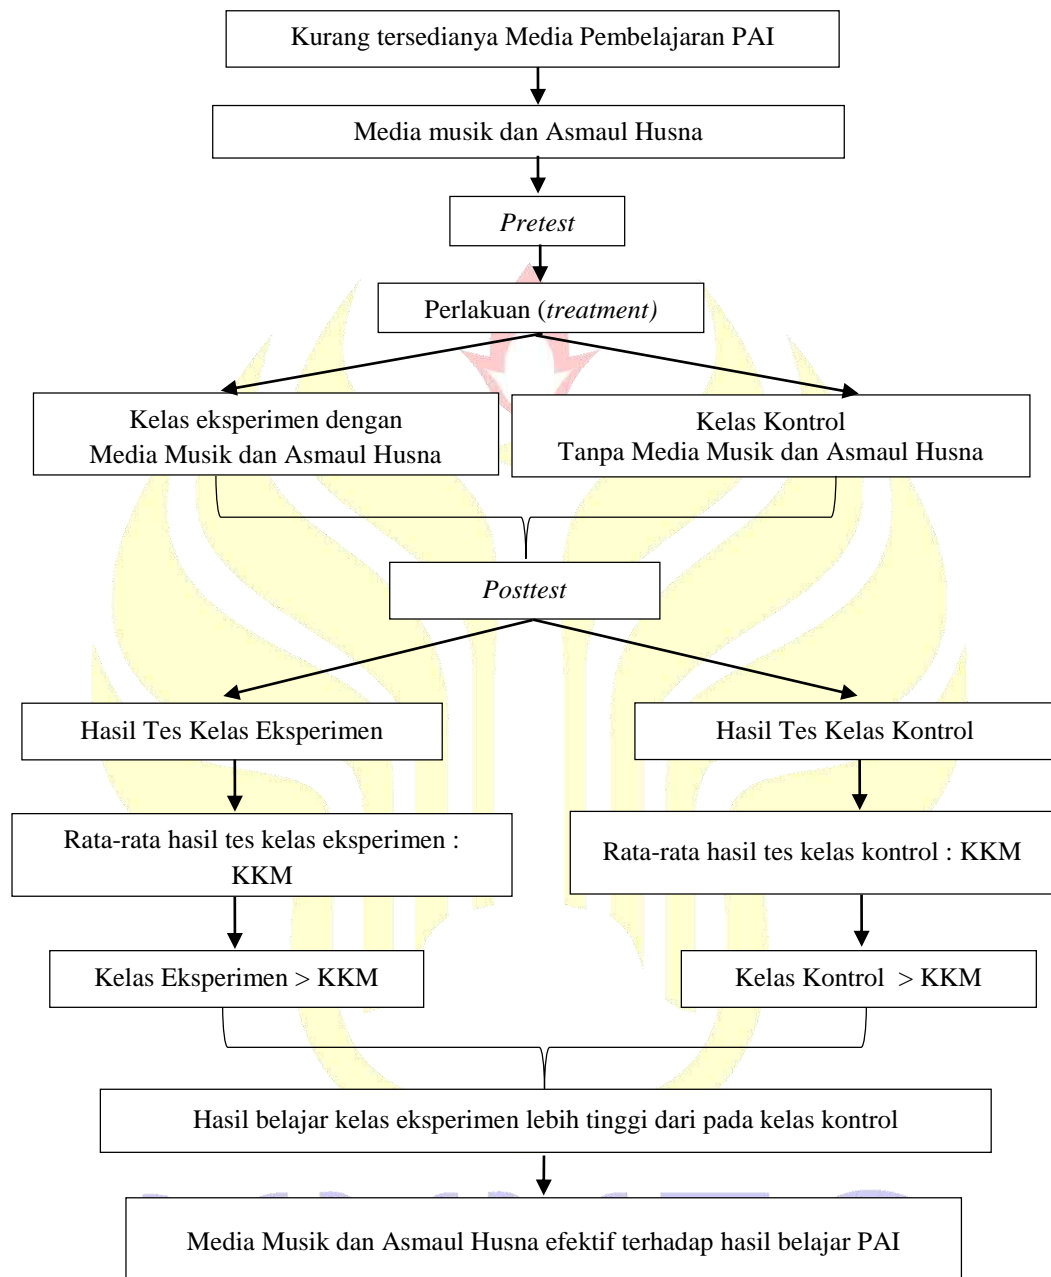 Kurang tersedianya Media Pembelajaran PAI
Media musik dan Asmaul Husna
Pretest
Perlakuan (treatment)
Kelas eksperimen dengan
Media Musik dan Asmaul Husna
Kelas Kontrol
Tanpa Media Musik dan Asmaul Husna
Posttest
Hasil Tes Kelas Eksperimen
Hasil Tes Kelas Kontrol
Rata-rata hasil tes kelas eksperimen :
KKM
Rata-rata hasil tes kelas kontrol : KKM
Kelas Eksperimen > KKM
Kelas Kontrol  > KKM
Hasil belajar kelas eksperimen lebih tinggi dari pada kelas kontrol
Media Musik dan Asmaul Husna efektif terhadap hasil belajar PAI